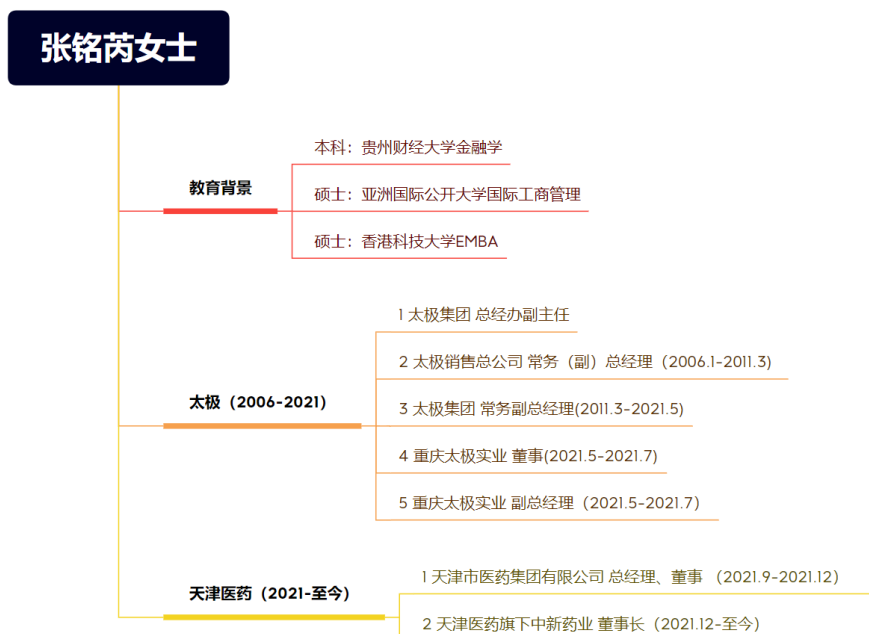 张铭芮女士
教育背景
本科：贵州财经大学金融学
硕士：亚洲国际公开大学国际工商管理
硕士：香港科技大学EMBA
太极（2006-2021）
1 太极集团 总经办副主任
2 太极销售总公司 常务（副）总经理（2006.1-2011.3)
3 太极集团 常务副总经理(2011.3-2021.5)
4 重庆太极实业 董事(2021.5-2021.7)
5 重庆太极实业 副总经理（2021.5-2021.7）
天津医药（2021-至今）
1 天津市医药集团有限公司 总经理、董事 （2021.9-2021.12）
2 天津医药旗下中新药业 董事长（2021.12-至今）